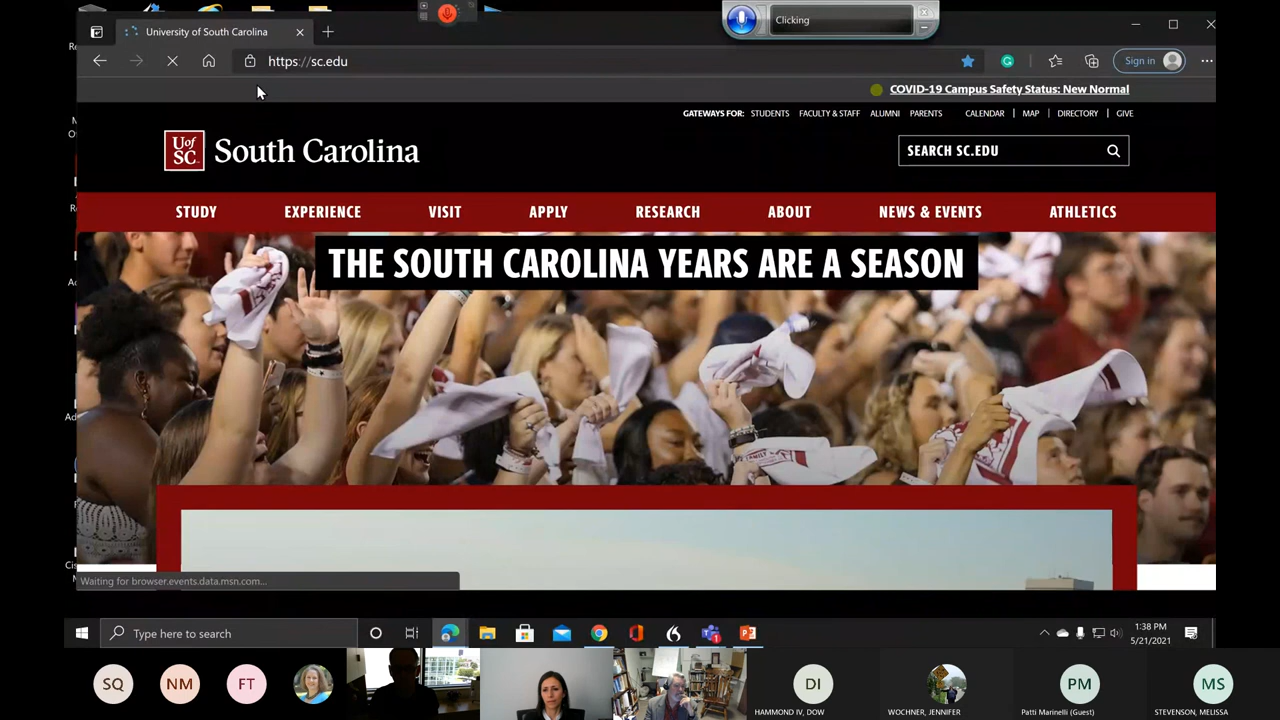 Clicking
University of South Carolina
https://sc.edu
Sign in
COVID-19 Campus Safety Status: New Normal
GATEWAYS FOR: STUDENTS FACULTY & STAFF ALUMNI PARENTS CALENDAR MAP DIRECTORY GIVE
UofSC South Carolina
SEARCH SC.EDU
STUDY EXPERIENCE VISIT APPLY RESEARCH ABOUT NEWS & EVENTS ATHLETICS
THE SOUTH CAROLINA YEARS ARE A SEASON
Waiting for browser.events.data.msn.com...
Type here to search
1:38 PM
5/21/2021
SQ NM FT DI PM MS
HAMMOND IV, DOW WOCHNER, JENNIFER Patti Marinelli (Guest) STEVENSON, MELISSA